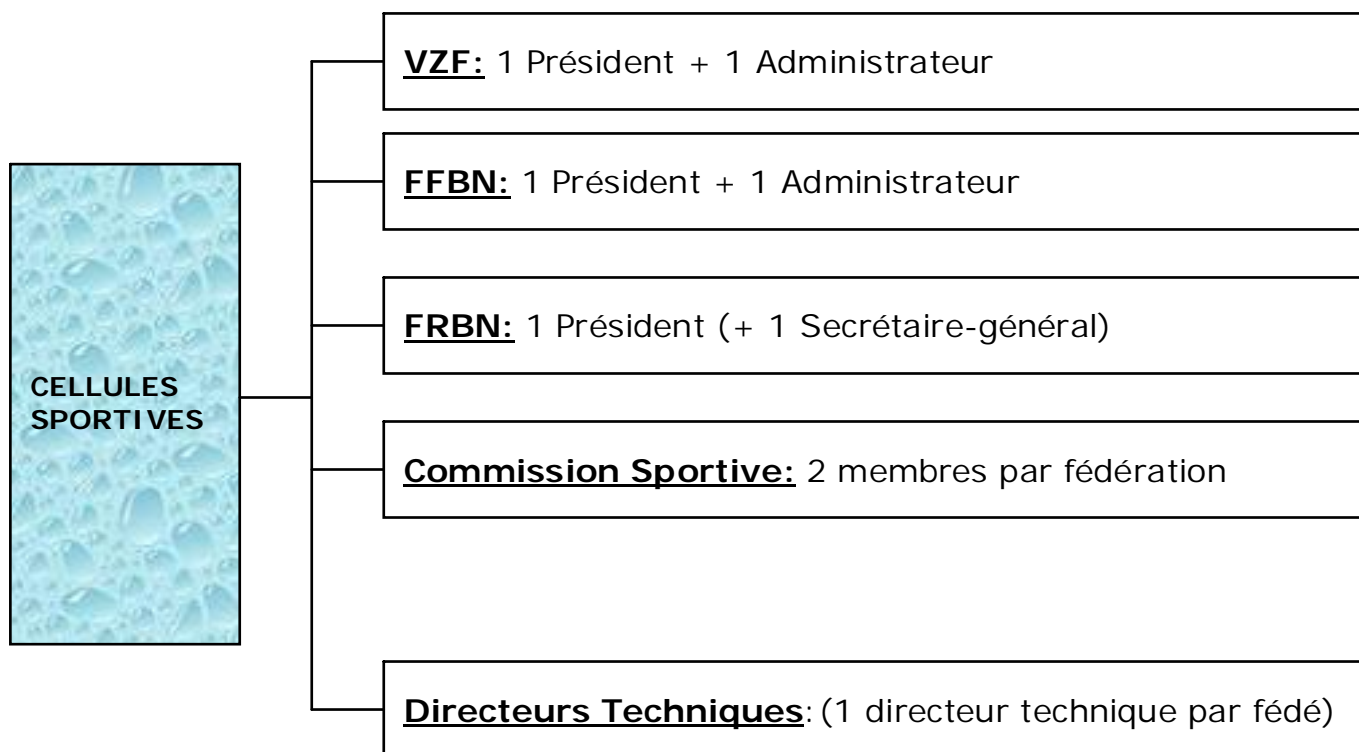 VZF: 1 Président + 1 Administrateur
FFBN: 1 Président + 1 Administrateur
FRBN: 1 Président (+ 1 Secrétaire-général)
CELLULES
SPORTIVES
Commission Sportive: 2 membres par fédération
Directeurs Techniques: (1 directeur technique par fédé)